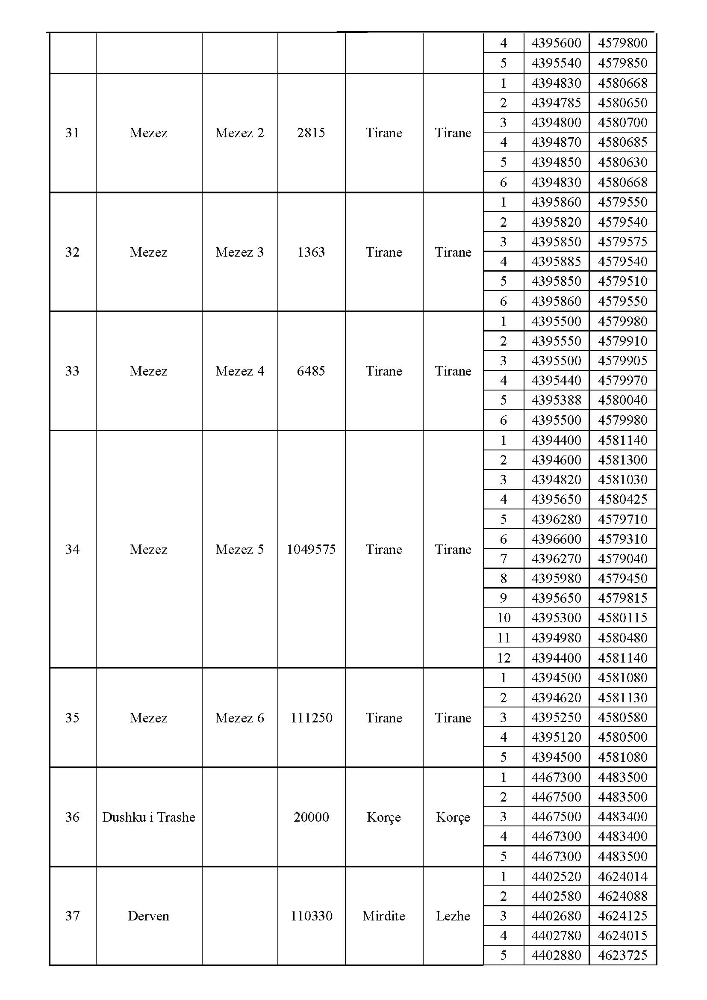 4 4395600 4579800
5 4395540 4579850
1 4394830 4580668
2 4394785 4580650
3 4394800 4580700
31 Mezez Mezez 2 2815 Tirane Tirane
4 4394870 4580685
5 4394850 4580630
6 4394830 4580668
1 4395860 4579550
2 4395820 4579540
3 4395850 4579575
32 Mezez Mezez 3 1363 Tirane Tirane
4 4395885 4579540
5 4395850 4579510
6 4395860 4579550
1 4395500 4579980
2 4395550 4579910
3 4395500 4579905
33 Mezez Mezez 4 6485 Tirane Tirane
4 4395440 4579970
5 4395388 4580040
6 4395500 4579980
1 4394400 4581140
2 4394600 4581300
3 4394820 4581030
4 4395650 4580425
5 4396280 4579710
6 4396600 4579310
34 Mezez Mezez 5 1049575 Tirane Tirane
7 4396270 4579040
8 4395980 4579450
9 4395650 4579815
10 4395300 4580115
11 4394980 4580480
12 4394400 4581140
1 4394500 4581080
2 4394620 4581130
35 Mezez Mezez 6 111250 Tirane Tirane 3 4395250 4580580
4 4395120 4580500
5 4394500 4581080
1 4467300 4483500
2 4467500 4483500
36 Dushku i Trashe 20000 Korçe Korçe 3 4467500 4483400
4 4467300 4483400
5 4467300 4483500
1 4402520 4624014
2 4402580 4624088
37 Derven 110330 Mirdite Lezhe 3 4402680 4624125
4 4402780 4624015
5 4402880 4623725